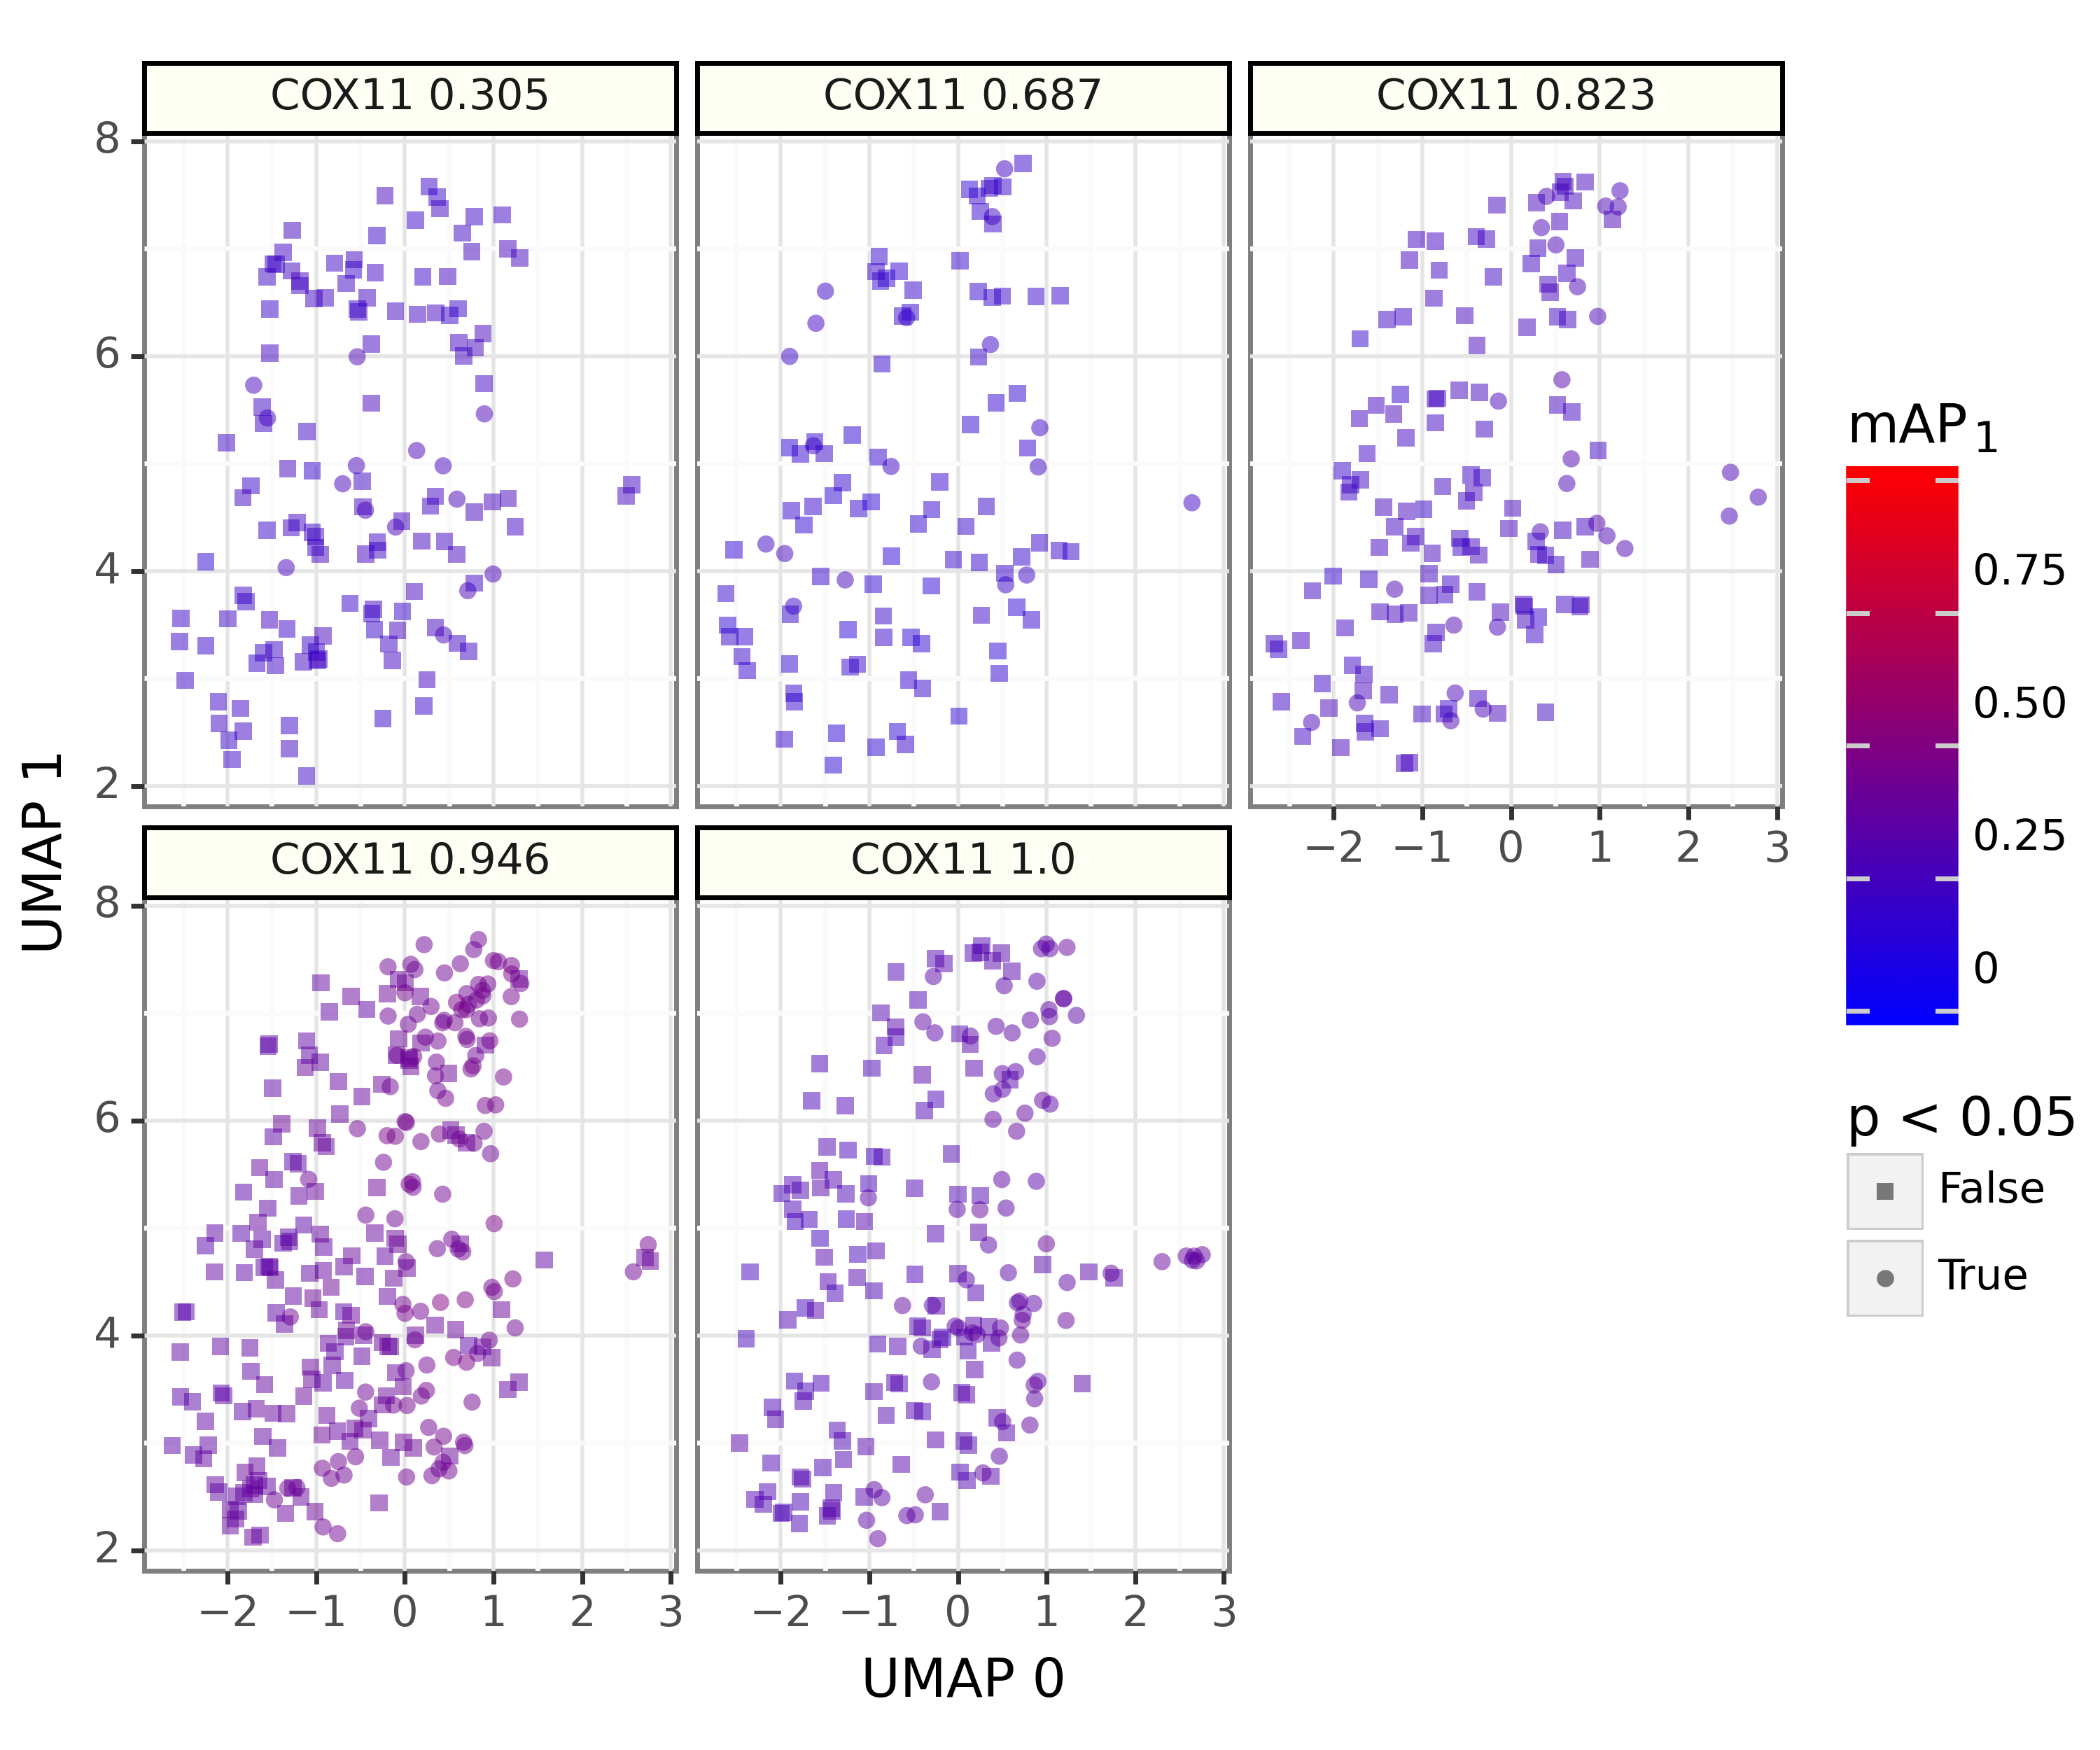 COX11 0.305
COX11 0.687
COX11 0.823
8
6
4
2
−2 −1 0 1 2 3
COX11 0.946
COX11 1.0
8
6
4
2
−2 −1 0 1 2 3
−2 −1 0 1 2 3
UMAP 1
UMAP 0
mAP1
0.75
0.50
0.25
0
p < 0.05
False
True